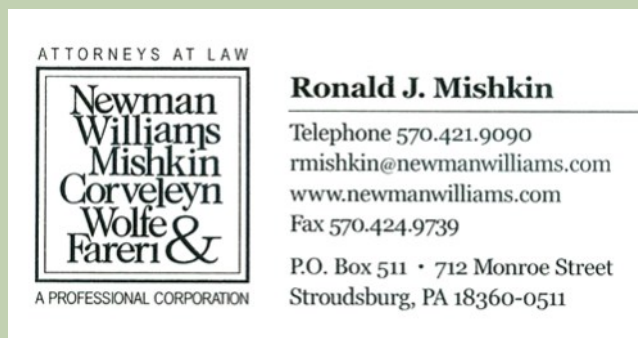 ATTORNEYS AT LAW
Newman
Williams
Mishkin
Corveleyn
Wolfe
Fareri &
A PROFESSIONAL CORPORATION
Ronald J. Mishkin
Telephone 570.421.9090
rmishkin@newmanwilliams.com
www.newmanwilliams.com
Fax 570.424.9739
P.O. Box 511 · 712 Monroe Street
Stroudsburg, PA 18360-0511